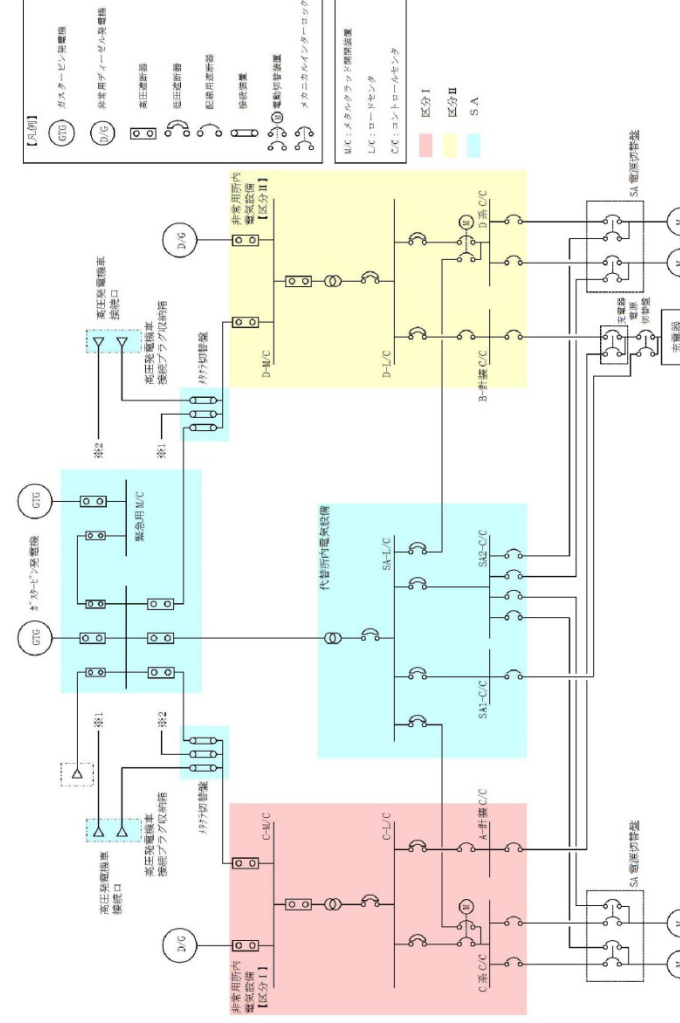 【凡例】
GTG
ガスタービン発電機
D/G
非常用ディーゼル発電機
高圧遮断器
低圧遮断器
配線用遮断器
接続装置
M
電動切替装置
メカニカルインターロック
M/C：メタルクラッド開閉装置
L/C：ロードセンタ
C/C：コントロールセンタ
区分Ⅰ
区分Ⅱ
ＳＡ
ガスタービン発電機
GTG
GTG
緊急用 M/C
高圧発電機車
接続口
高圧発電機車
接続プラグ収納箱
※1
※2
メタクラ切替盤
高圧発電機車
接続口
高圧発電機車
接続プラグ収納箱
※2
※1
メタクラ切替盤
D/G
非常用所内
電気設備
【区分Ⅰ】
C-M/C
C-L/C
M
C系 C/C
A-計装 C/C
代替所内電気設備
SA-L/C
SA1-C/C
SA2-C/C
D/G
非常用所内
電気設備
【区分Ⅱ】
D-M/C
D-L/C
M
B-計装 C/C
D系 C/C
SA 電源切替盤
M
M
充電器
電源
切替盤
充電器
SA 電源切替盤
M
M